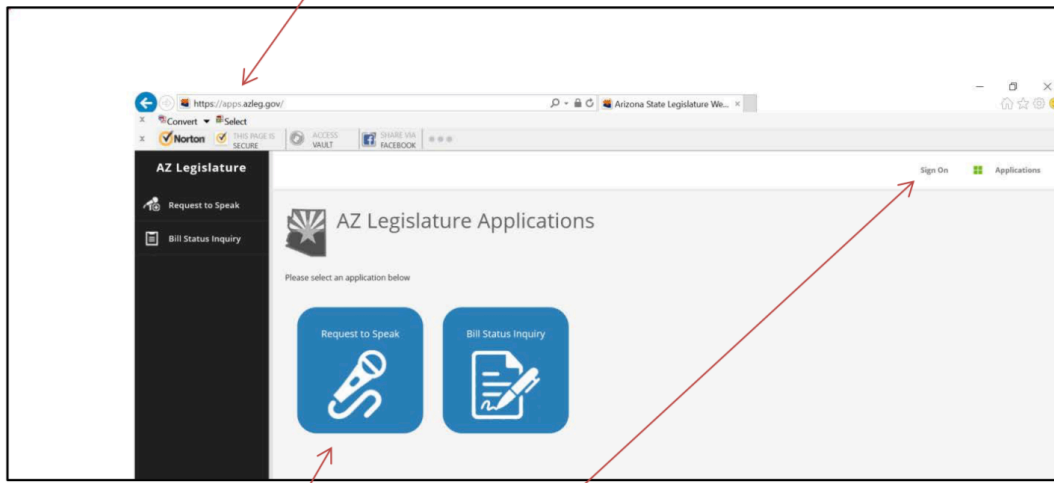 https://apps.azleg.gov/
Arizona State Legislature We...
Convert Select
Norton THIS PAGE IS SECURE ACCESS VAULT SHARE VIA FACEBOOK
AZ Legislature
Sign On Applications
Request to Speak
Bill Status Inquiry
AZ Legislature Applications
Please select an application below
Request to Speak Bill Status Inquiry